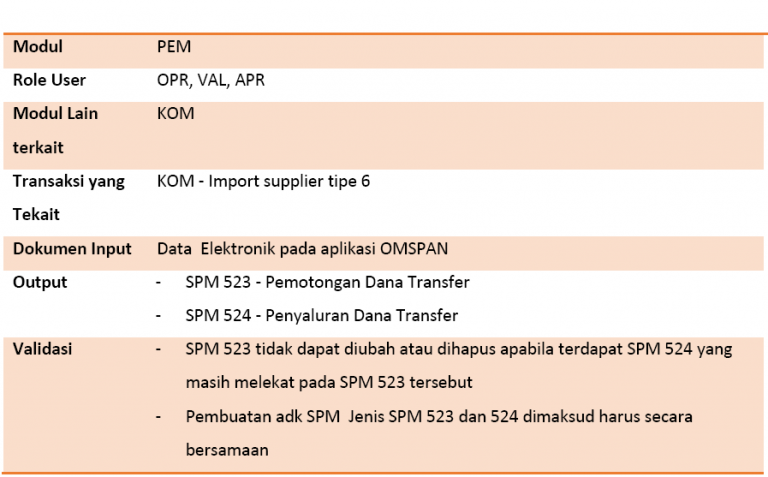 Modul PEM
Role User OPR, VAL, APR
Modul Lain KOM
terkait
Transaksi yang KOM - Import supplier tipe 6
Tekait
Dokumen Input Data Elektronik pada aplikasi OMSPAN
Output - SPM 523 - Pemotongan Dana Transfer
- SPM 524 - Penyaluran Dana Transfer
Validasi - SPM 523 tidak dapat diubah atau dihapus apabila terdapat SPM 524 yang
masih melekat pada SPM 523 tersebut
- Pembuatan adk SPM Jenis SPM 523 dan 524 dimaksud harus secara
bersamaan